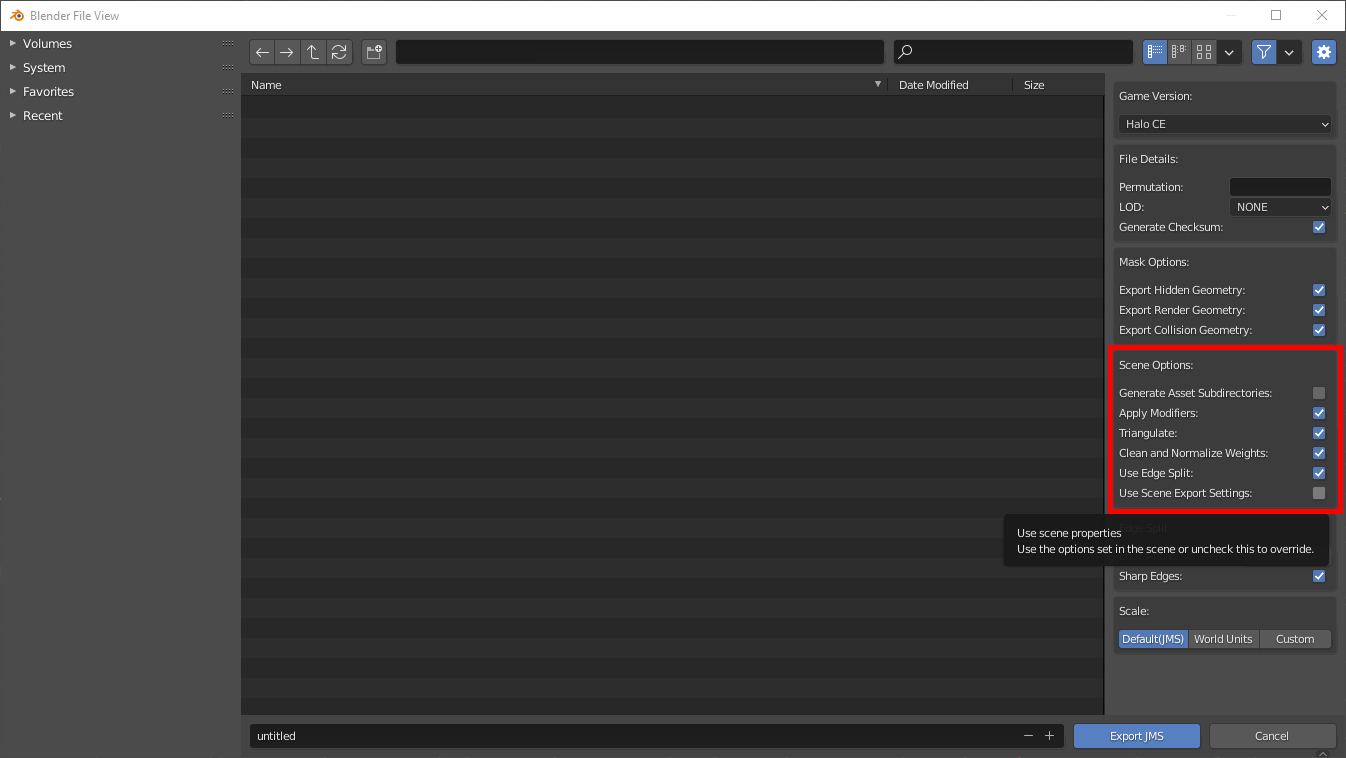 Blender File View
Volumes
System
Favorites
Recent
Name
Date Modified
Size
Game Version:
Halo CE
File Details:
Permutation:
LOD:
NONE
Generate Checksum:
Mask Options:
Export Hidden Geometry:
Export Render Geometry:
Export Collision Geometry:
Scene Options:
Generate Asset Subdirectories:
Apply Modifiers:
Triangulate:
Clean and Normalize Weights:
Use Edge Split:
Use Scene Export Settings:
Edge Split
Use scene properties
Use the options set in the scene or uncheck this to override.
Sharp Edges:
Scale:
Default(JMS)
World Units
Custom
untitled
Export JMS
Cancel